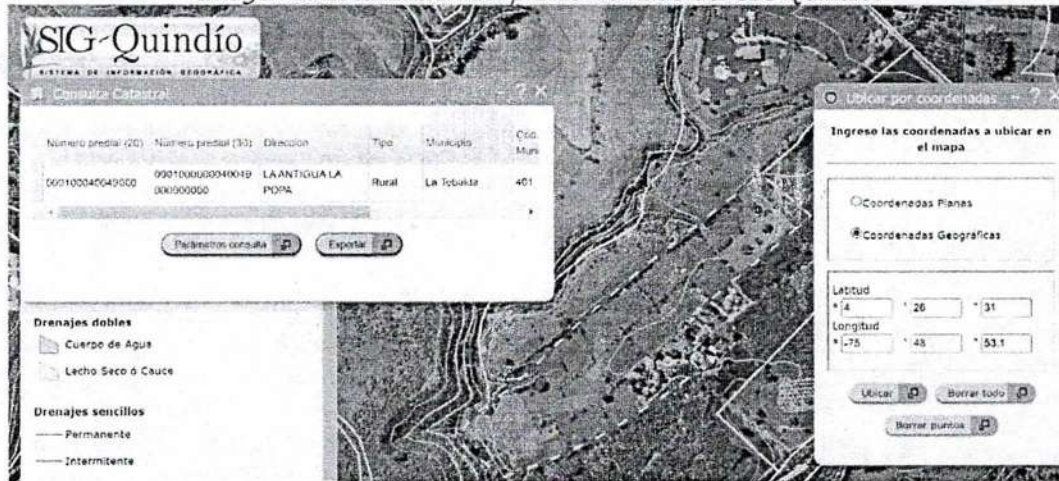 SIG-Quindío
SISTEMA DE INFORMACIÓN GEOGRÁFICA
Consulta Catastral
Número predial (20) Número predial (30) Dirección Tipo Municipio Cod. Muni
000100040049000 0001000000040049000000000 LA ANTIGUA LA POPA Rural La Tebaida 401
Parámetros consulta Exportar
Drenajes dobles
Cuerpo de Agua
Lecho Seco ó Cauce
Drenajes sencillos
Permanente
Intermitente
Ubicar por coordenadas
Ingrese las coordenadas a ubicar en
el mapa
Coordenadas Planas
Coordenadas Geográficas
Latitud
° 4 ' 26 " 31
Longitud
° -75 ' 48 " 53.1
Ubicar Borrar todo
Borrar puntos